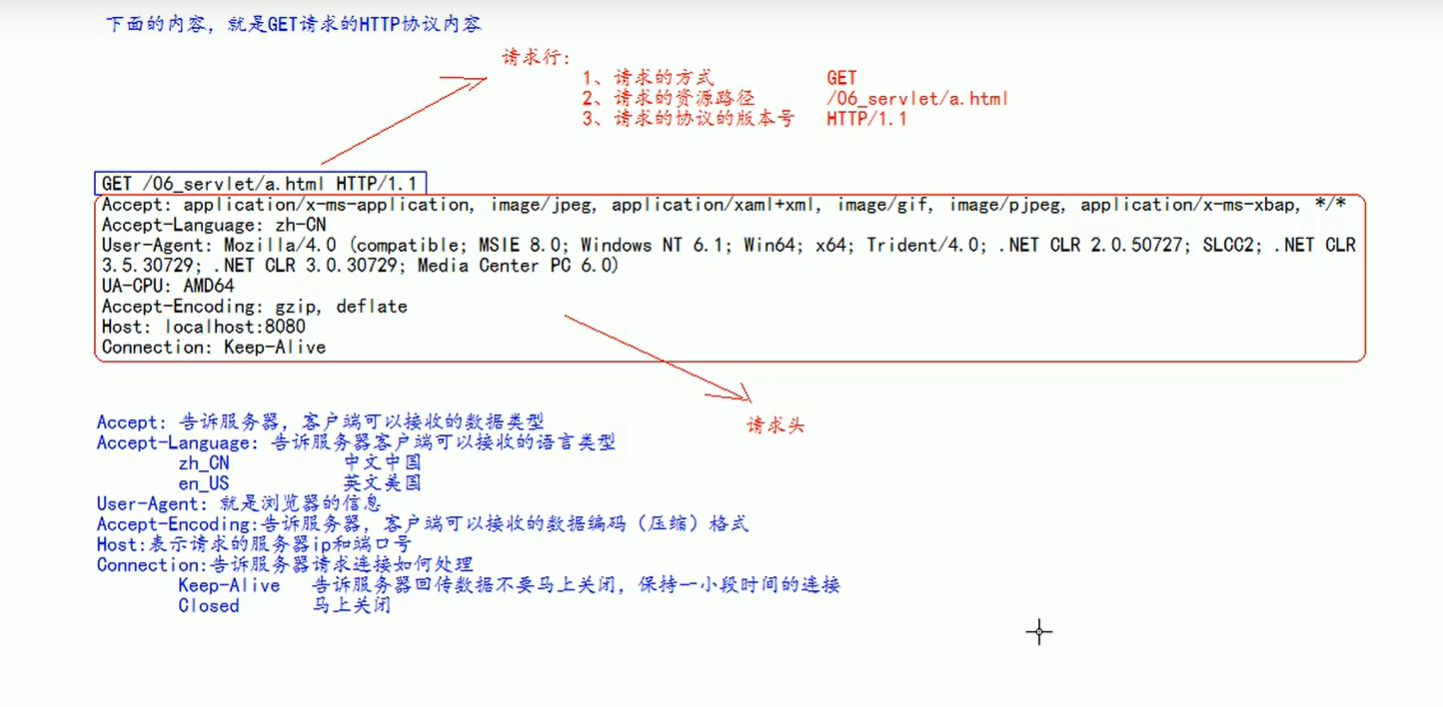 下面的内容，就是GET请求的HTTP协议内容
请求行：
1、请求的方式 GET
2、请求的资源路径 /06_servlet/a.html
3、请求的协议的版本号 HTTP/1.1
GET /06_servlet/a.html HTTP/1.1
Accept: application/x-ms-application, image/jpeg, application/xaml+xml, image/gif, image/pjpeg, application/x-ms-xbap, */*
Accept-Language: zh-CN
User-Agent: Mozilla/4.0 (compatible; MSIE 8.0; Windows NT 6.1; Win64; x64; Trident/4.0; .NET CLR 2.0.50727; SLCC2; .NET CLR
3.5.30729; .NET CLR 3.0.30729; Media Center PC 6.0)
UA-CPU: AMD64
Accept-Encoding: gzip, deflate
Host: localhost:8080
Connection: Keep-Alive
请求头
Accept: 告诉服务器，客户端可以接收的数据类型
Accept-Language: 告诉服务器客户端可以接收的语言类型
zh_CN 中文中国
en_US 英文美国
User-Agent: 就是浏览器的信息
Accept-Encoding:告诉服务器，客户端可以接收的数据编码（压缩）格式
Host:表示请求的服务器ip和端口号
Connection:告诉服务器请求连接如何处理
Keep-Alive 告诉服务器回传数据不要马上关闭，保持一小段时间的连接
Closed 马上关闭